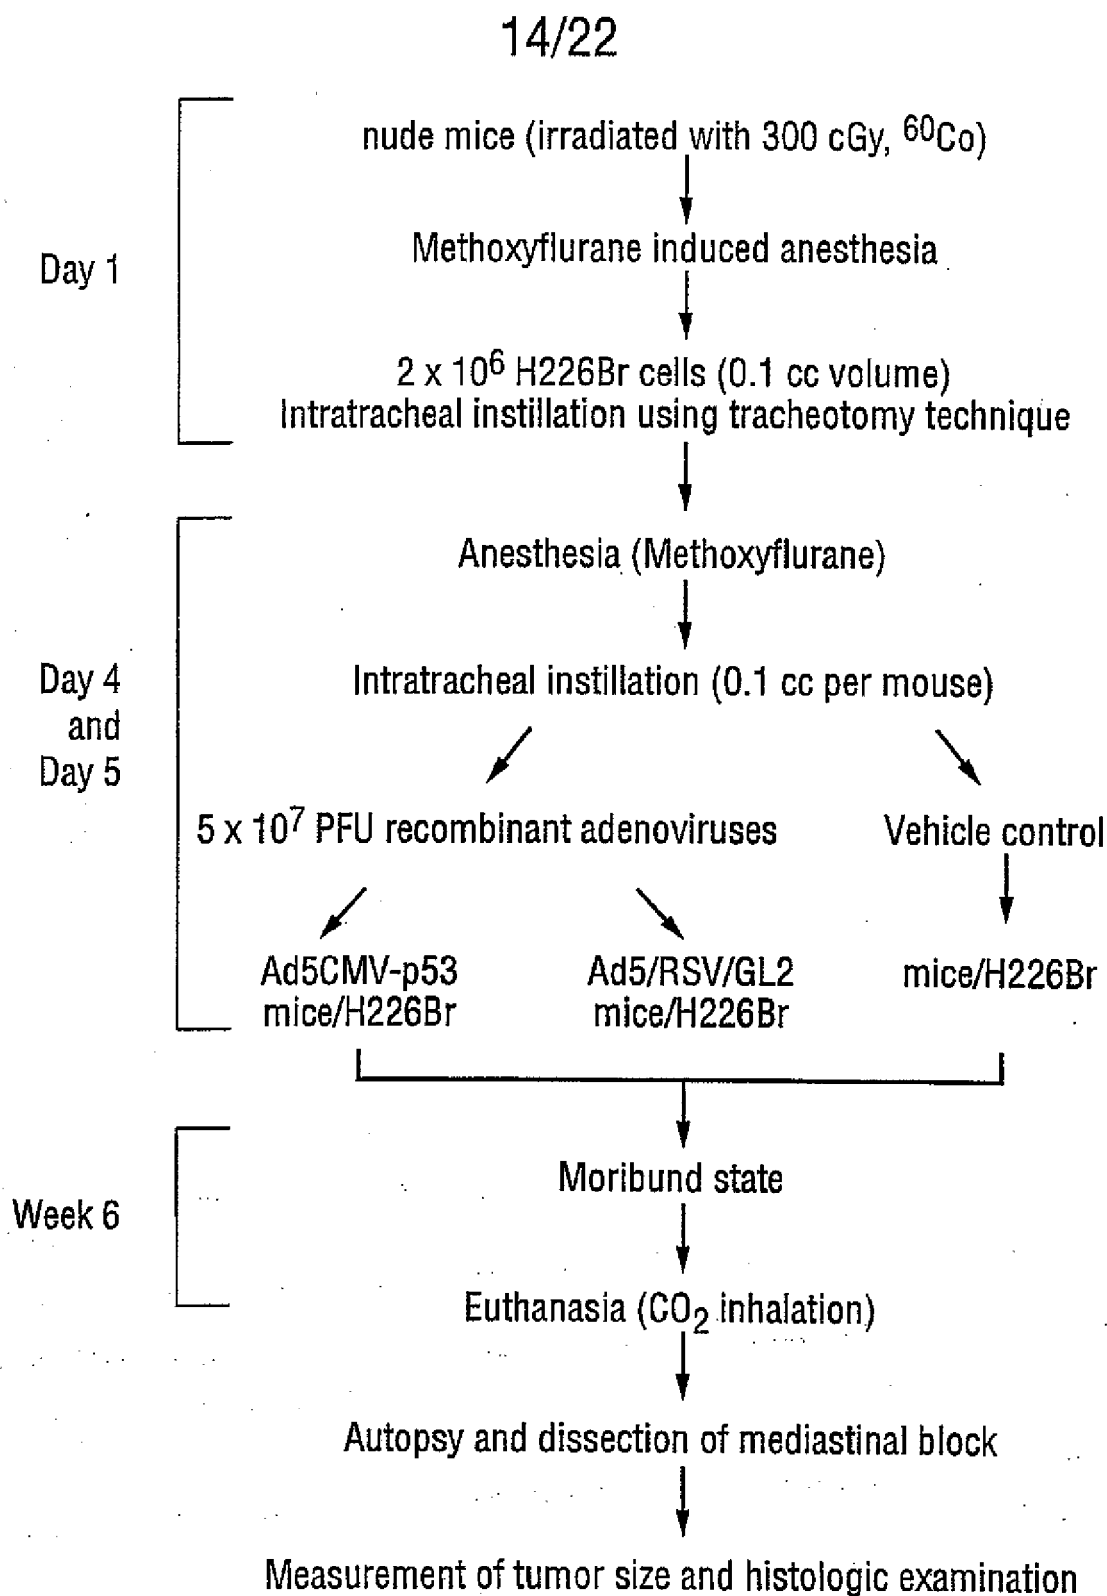 14/22
nude mice (irradiated with 300 cGy, ⁶⁰Co)
Methoxyflurane induced anesthesia
Day 1
2 x 10⁶ H226Br cells (0.1 cc volume)
Intratracheal instillation using tracheotomy technique
Anesthesia (Methoxyflurane)
Intratracheal instillation (0.1 cc per mouse)
Day 4
and
Day 5
5 x 10⁷ PFU recombinant adenoviruses
Vehicle control
Ad5CMV-p53
mice/H226Br
Ad5/RSV/GL2
mice/H226Br
mice/H226Br
Moribund state
Week 6
Euthanasia (CO₂ inhalation)
Autopsy and dissection of mediastinal block
Measurement of tumor size and histologic examination